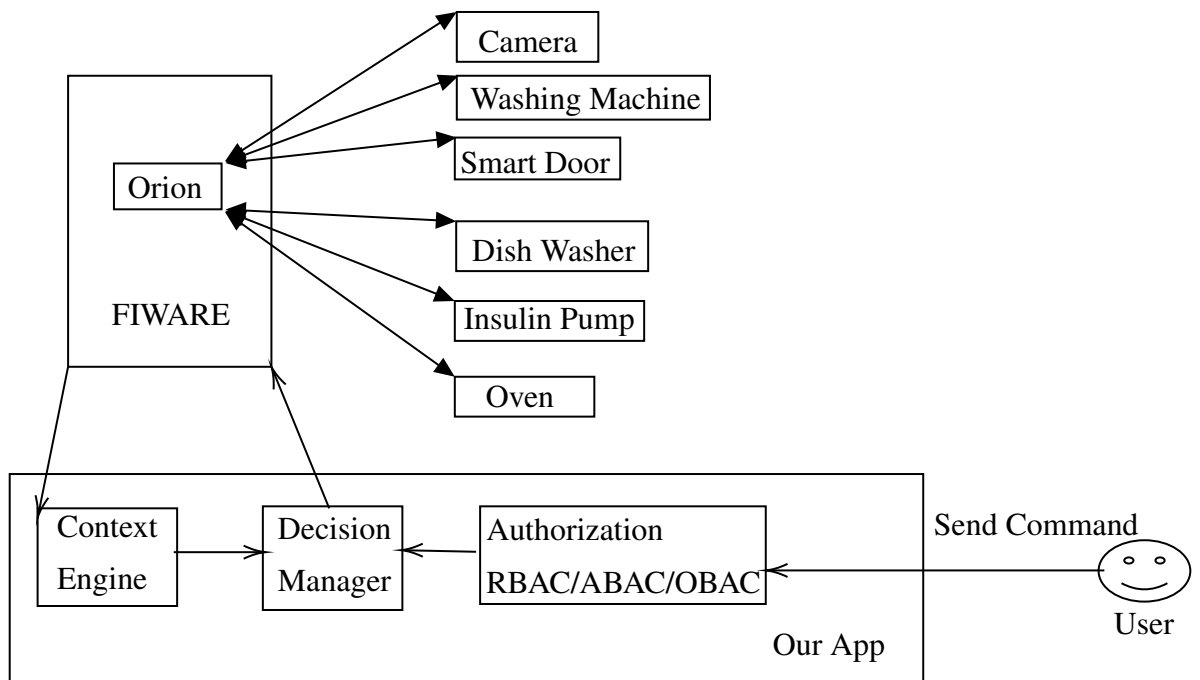 Camera
Washing Machine
Smart Door
Orion
Dish Washer
FIWARE
Insulin Pump
Oven
Context
Engine
Decision
Manager
Authorization
RBAC/ABAC/OBAC
Send Command
User
Our App